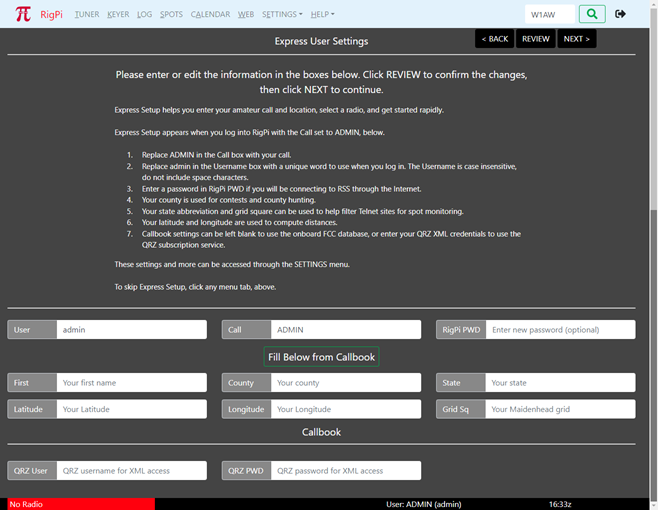 π RigPi TUNER KEYER LOG SPOTS CALENDAR WEB SETTINGS HELP W1AW
Express User Settings < BACK REVIEW NEXT >
Please enter or edit the information in the boxes below. Click REVIEW to confirm the changes,
then click NEXT to continue.
Express Setup helps you enter your amateur call and location, select a radio, and get started rapidly.
Express Setup appears when you log into RigPi with the Call set to ADMIN, below.
1. Replace ADMIN in the Call box with your call.
2. Replace admin in the Username box with a unique word to use when you log in. The Username is case insensitive,
do not include space characters.
3. Enter a password in RigPi PWD if you will be connecting to RSS through the Internet.
4. Your county is used for contests and county hunting.
5. Your state abbreviation and grid square can be used to help filter Telnet sites for spot monitoring.
6. Your latitude and longitude are used to compute distances.
7. Callbook settings can be left blank to use the onboard FCC database, or enter your QRZ XML credentials to use the
QRZ subscription service.
These settings and more can be accessed through the SETTINGS menu.
To skip Express Setup, click any menu tab, above.
User admin Call ADMIN RigPi PWD Enter new password (optional)
Fill Below from Callbook
First Your first name County Your county State Your state
Latitude Your Latitude Longitude Your Longitude Grid Sq Your Maidenhead grid
Callbook
QRZ User QRZ username for XML access QRZ PWD QRZ password for XML access
No Radio User: ADMIN (admin) 16:33z